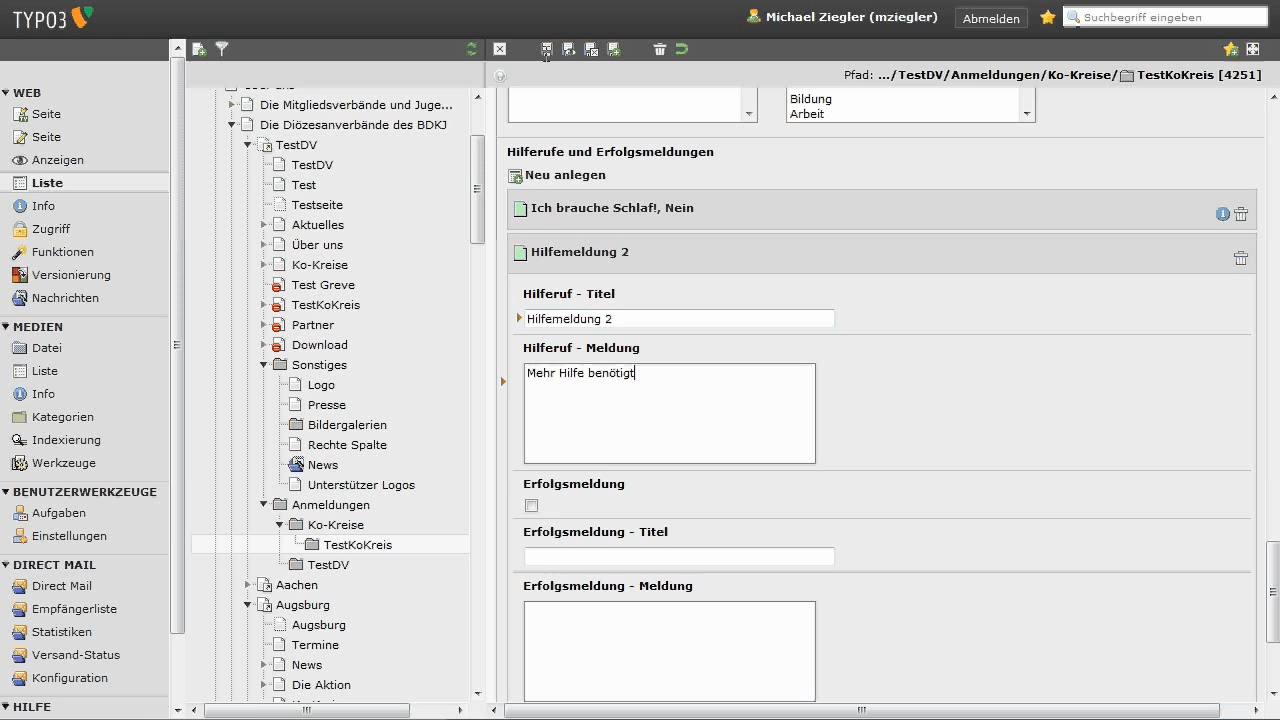 TYPO3
Michael Ziegler (mziegler)
Abmelden
Suchbegriff eingeben
Pfad: .../TestDV/Anmeldungen/Ko-Kreise/ TestKoKreis [4251]
WEB
Seite
Seite
Anzeigen
Liste
Info
Zugriff
Funktionen
Versionierung
Nachrichten
MEDIEN
Datei
Liste
Info
Kategorien
Indexierung
Werkzeuge
BENUTZERWERKZEUGE
Aufgaben
Einstellungen
DIRECT MAIL
Direct Mail
Empfängerliste
Statistiken
Versand-Status
Konfiguration
HILFE
Die Mitgliedsverbände und Juge...
Die Diözesanverbände des BDKJ
TestDV
TestDV
Test
Testseite
Aktuelles
Über uns
Ko-Kreise
Test Greve
TestKoKreis
Partner
Download
Sonstiges
Logo
Presse
Bildergalerien
Rechte Spalte
News
Unterstützer Logos
Anmeldungen
Ko-Kreise
TestKoKreis
TestDV
Aachen
Augsburg
Augsburg
Termine
News
Die Aktion
Bildung
Arbeit
Hilferufe und Erfolgsmeldungen
Neu anlegen
Ich brauche Schlaf!, Nein
Hilfemeldung 2
Hilferuf - Titel
Hilfemeldung 2
Hilferuf - Meldung
Mehr Hilfe benötigt
Erfolgsmeldung
Erfolgsmeldung - Titel
Erfolgsmeldung - Meldung